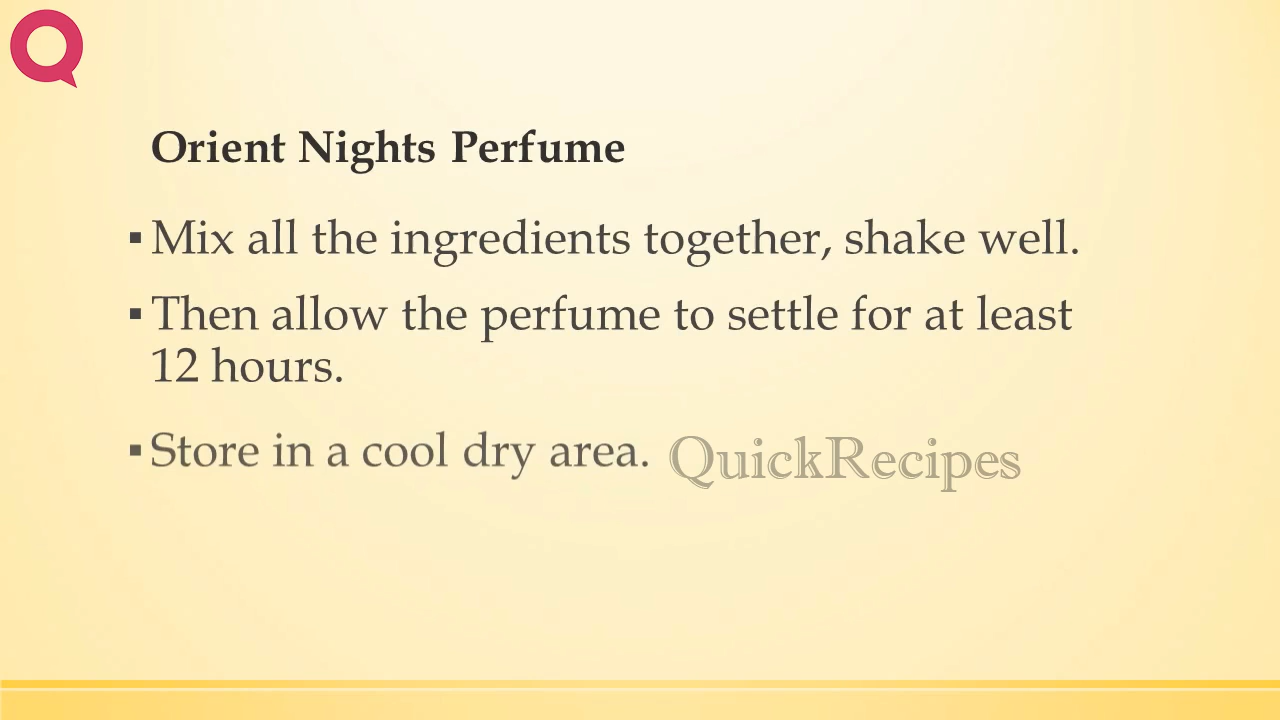 Orient Nights Perfume
▪ Mix all the ingredients together, shake well.
▪ Then allow the perfume to settle for at least
12 hours.
▪ Store in a cool dry area. QuickRecipes